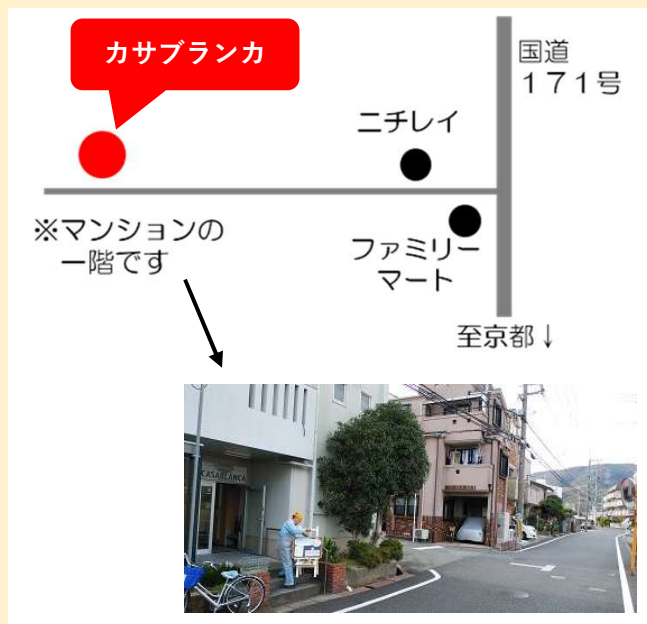 カサブランカ
国道
１７１号
ニチレイ
※マンションの
一階です
ファミリー
マート
至京都↓
CASABLANCA